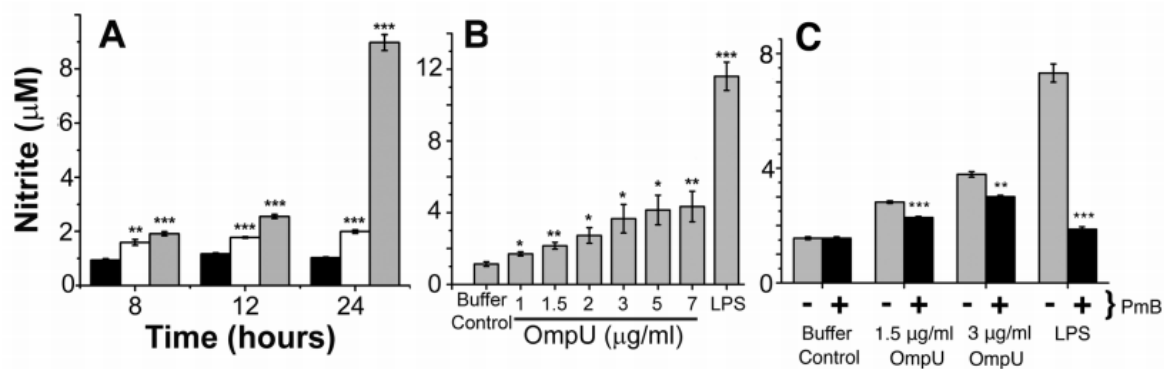 A
Nitrite (µM)
8
6
4
2
0
**
***
***
***
***
***
8
12
24
Time (hours)
B
12
8
4
0
*
**
*
*
*
**
***
Buffer
Control
1
1.5
2
3
5
7
LPS
OmpU (µg/ml)
C
8
4
0
***
**
***
- + - + - + - + } PmB
Buffer
Control
1.5 µg/ml
OmpU
3 µg/ml
OmpU
LPS